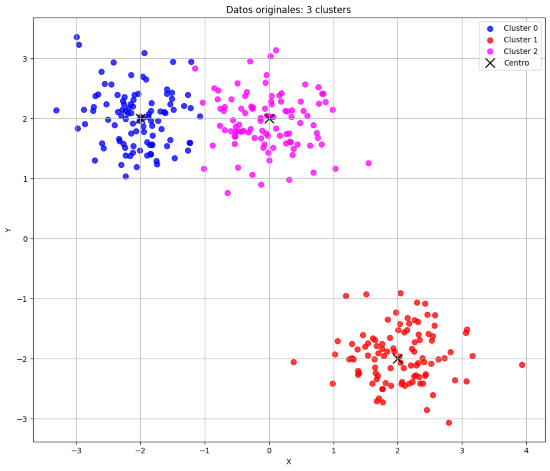 Datos originales: 3 clusters
Cluster 0
Cluster 1
Cluster 2
Centro
Y
3
2
1
0
−1
−2
−3
−3
−2
−1
0
1
2
3
4
X